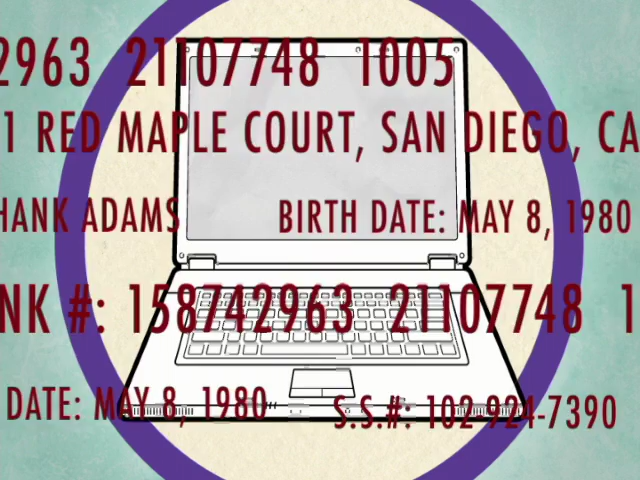 2963 21107748 1005
1 RED MAPLE COURT, SAN DIEGO, CA
HANK ADAMS BIRTH DATE: MAY 8, 1980
NK #: 158742963 21107748 1
DATE: MAY 8, 1980 S.S.#: 102-924-7390